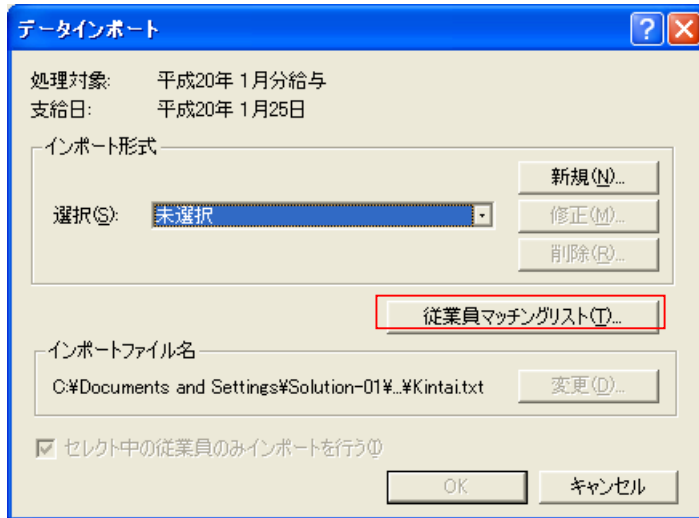 データインポート
処理対象: 平成20年 1月分給与
支給日: 平成20年 1月25日
インポート形式
新規(N)...
選択(S): 未選択
修正(M)...
削除(R)...
従業員マッチングリスト(T)...
インポートファイル名
C:¥Documents and Settings¥Solution-01¥...¥Kintai.txt
変更(D)...
セレクト中の従業員のみインポートを行う(I)
OK
キャンセル